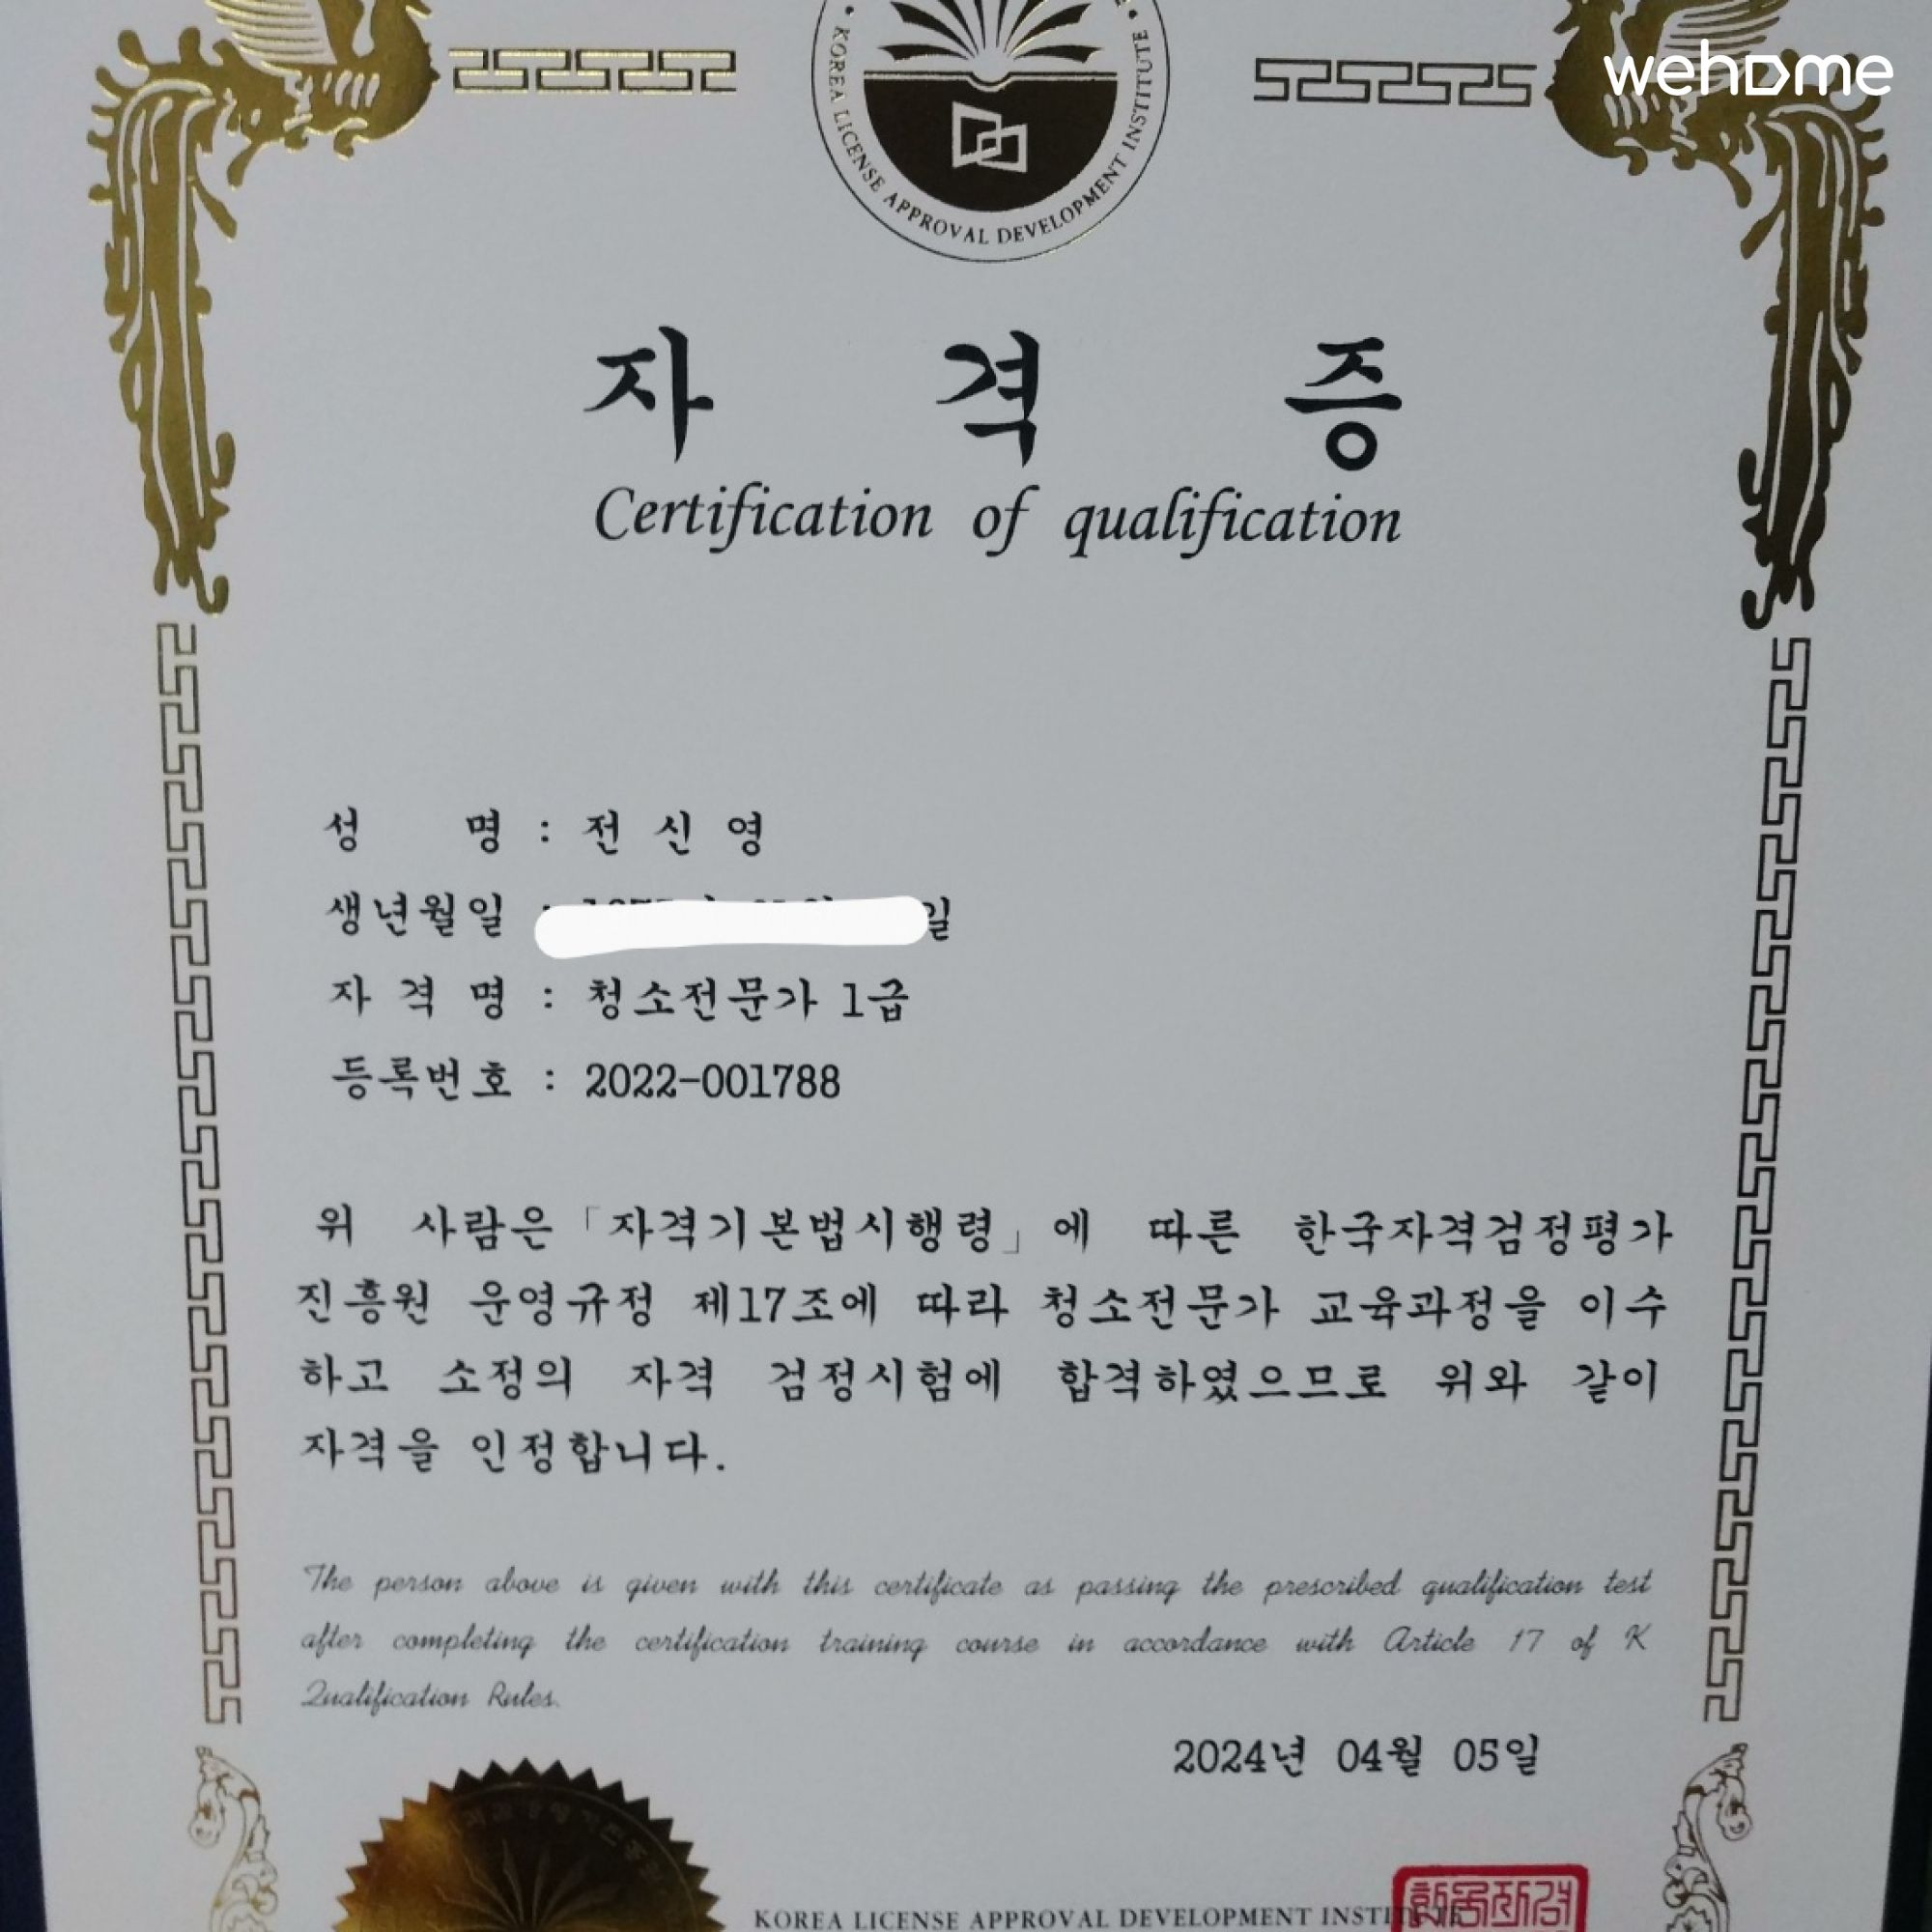 wehome
KOREA LICENSE APPROVAL DEVELOPMENT INSTITUTE
자 격 증
Certification of qualification
성 명 : 전 신 영
생년월일 : 일
자 격 명 : 청소전문가 1급
등록번호 : 2022-001788
위 사람은 「자격기본법시행령」에 따른 한국자격검정평가
진흥원 운영규정 제17조에 따라 청소전문가 교육과정을 이수
하고 소정의 자격 검정시험에 합격하였으므로 위와 같이
자격을 인정합니다.
The person above is given with this certificate as passing the prescribed qualification test
after completing the certification training course in accordance with Article 17 of K
Qualification Rules.
2024년 04월 05일
KOREA LICENSE APPROVAL DEVELOPMENT INSTITUTE